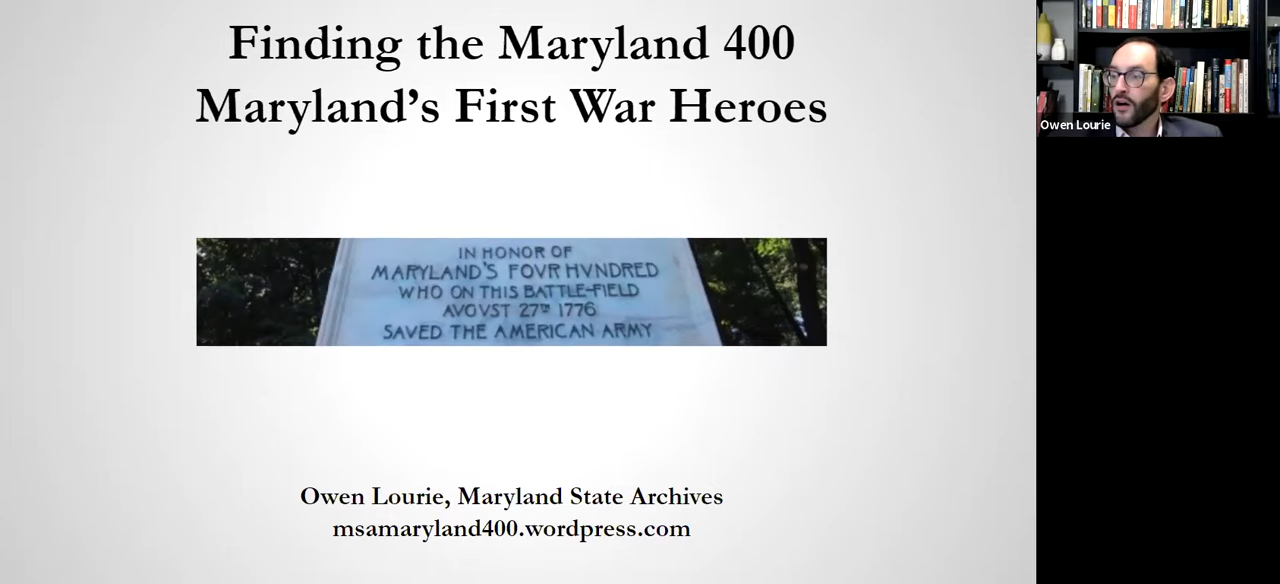 Finding the Maryland 400
Maryland's First War Heroes
IN HONOR OF
MARYLAND'S FOVR HVNDRED
WHO ON THIS BATTLE-FIELD
AVGVST 27TH 1776
SAVED THE AMERICAN ARMY
Owen Lourie, Maryland State Archives
msamaryland400.wordpress.com
Owen Lourie